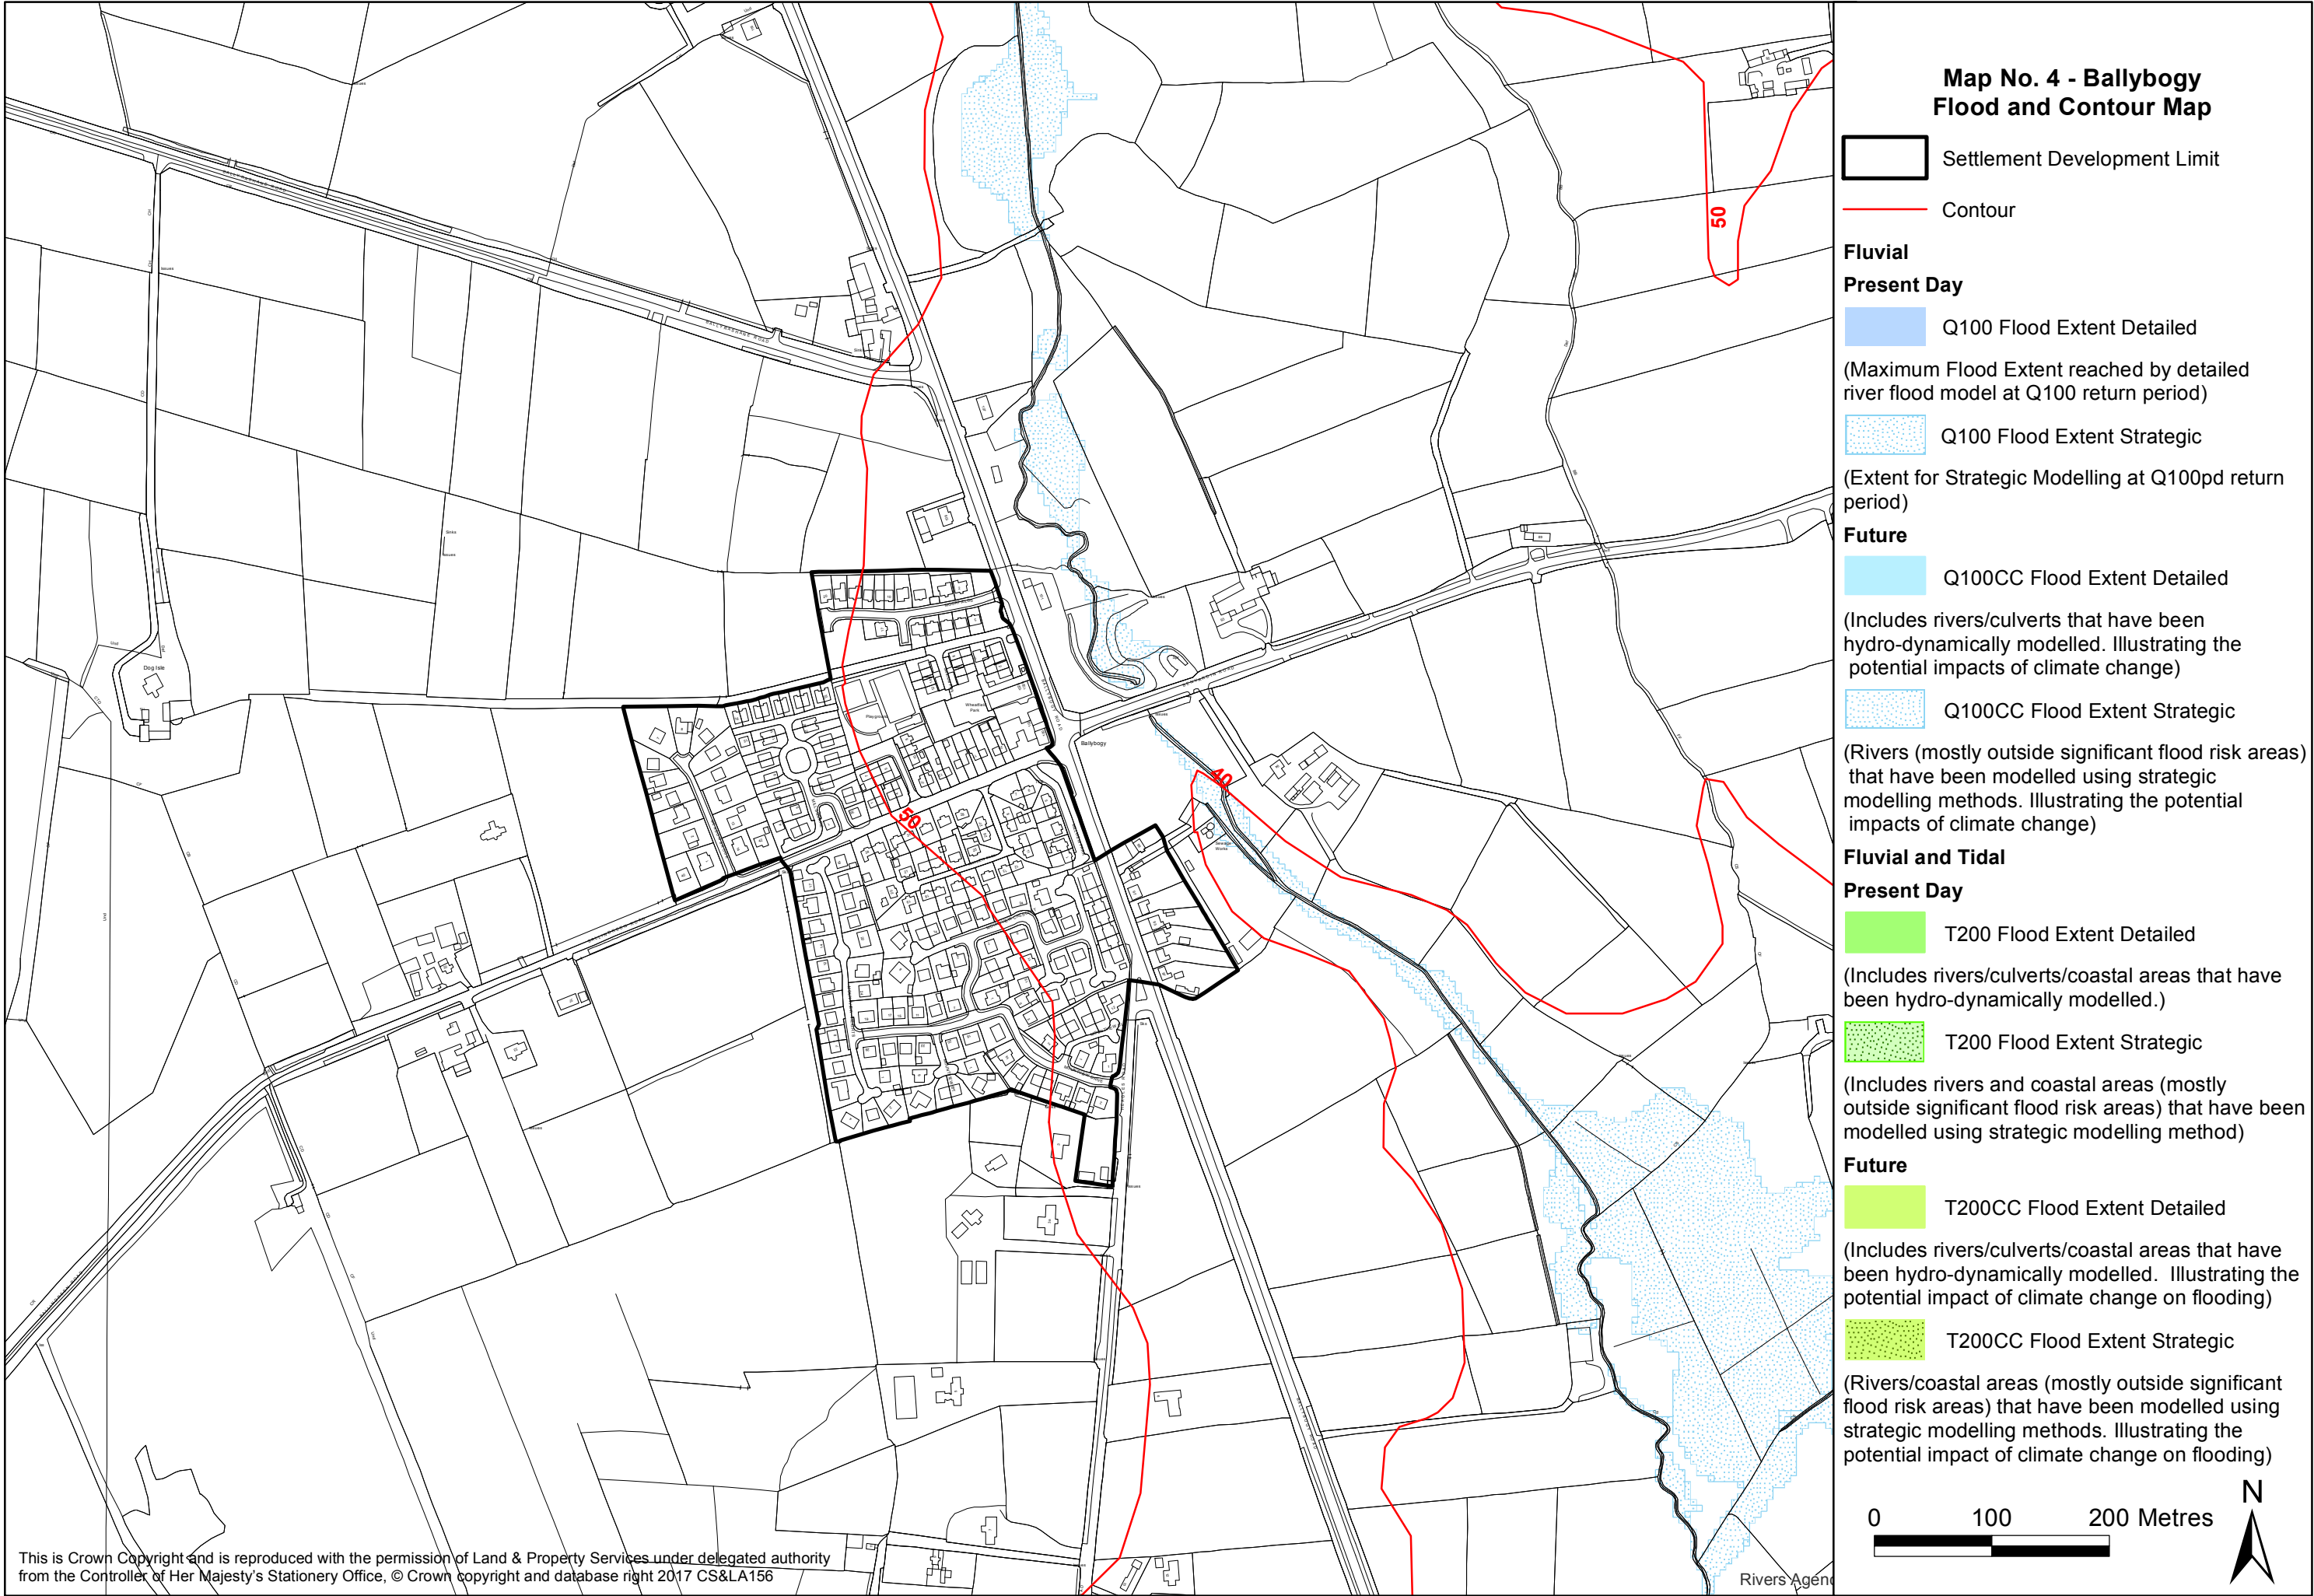 Map No. 4 - Ballybogy
Flood and Contour Map
Settlement Development Limit
Contour
Fluvial
Present Day
Q100 Flood Extent Detailed
(Maximum Flood Extent reached by detailed
river flood model at Q100 return period)
Q100 Flood Extent Strategic
(Extent for Strategic Modelling at Q100pd return
period)
Future
Q100CC Flood Extent Detailed
(Includes rivers/culverts that have been
hydro-dynamically modelled. Illustrating the
potential impacts of climate change)
Q100CC Flood Extent Strategic
(Rivers (mostly outside significant flood risk areas)
that have been modelled using strategic
modelling methods. Illustrating the potential
impacts of climate change)
Fluvial and Tidal
Present Day
T200 Flood Extent Detailed
(Includes rivers/culverts/coastal areas that have
been hydro-dynamically modelled.)
T200 Flood Extent Strategic
(Includes rivers and coastal areas (mostly
outside significant flood risk areas) that have been
modelled using strategic modelling method)
Future
T200CC Flood Extent Detailed
(Includes rivers/culverts/coastal areas that have
been hydro-dynamically modelled. Illustrating the
potential impact of climate change on flooding)
T200CC Flood Extent Strategic
(Rivers/coastal areas (mostly outside significant
flood risk areas) that have been modelled using
strategic modelling methods. Illustrating the
potential impact of climate change on flooding)
N
0 100 200 Metres
50
50
40
Dog Isle
Playground
Wheatfield
Park
Ballybogy
Sewage
Works
BALLYBOGY ROAD
This is Crown Copyright and is reproduced with the permission of Land & Property Services under delegated authority
from the Controller of Her Majesty's Stationery Office, © Crown copyright and database right 2017 CS&LA156
Rivers Agenc